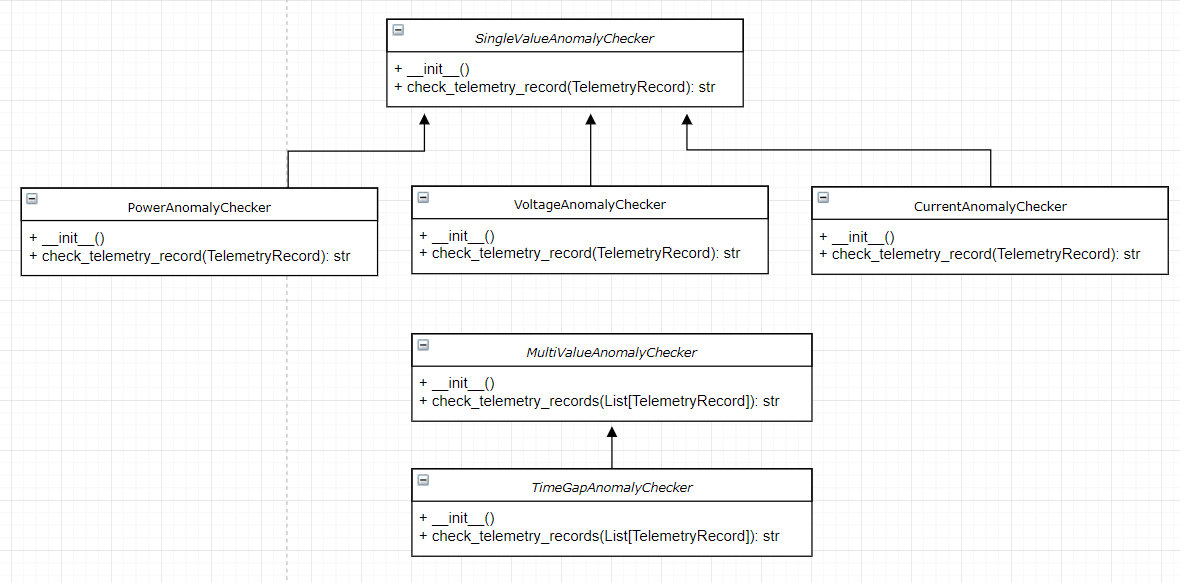 SingleValueAnomalyChecker
+ __init__()
+ check_telemetry_record(TelemetryRecord): str
PowerAnomalyChecker
+ __init__()
+ check_telemetry_record(TelemetryRecord): str
VoltageAnomalyChecker
+ __init__()
+ check_telemetry_record(TelemetryRecord): str
CurrentAnomalyChecker
+ __init__()
+ check_telemetry_record(TelemetryRecord): str
MultiValueAnomalyChecker
+ __init__()
+ check_telemetry_records(List[TelemetryRecord]): str
TimeGapAnomalyChecker
+ __init__()
+ check_telemetry_records(List[TelemetryRecord]): str